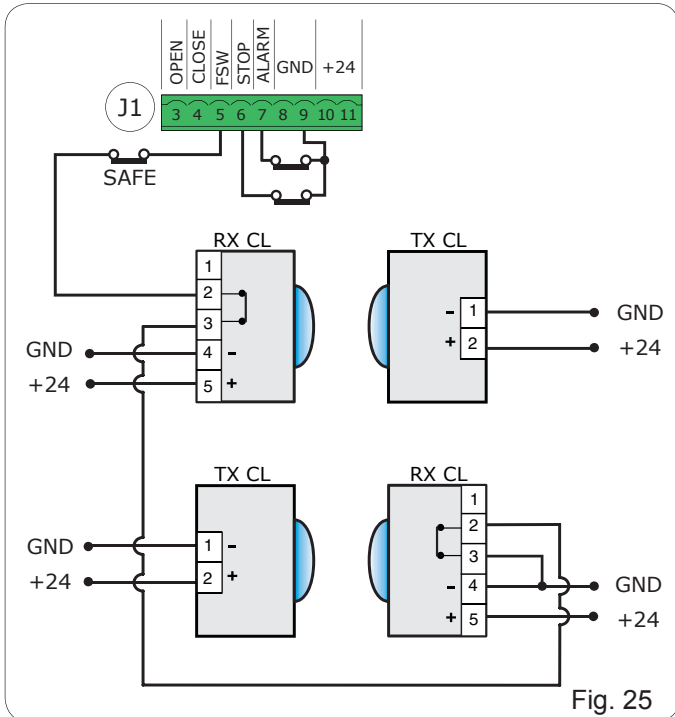 OPEN CLOSE FSW STOP ALARM GND +24
J1 3 4 5 6 7 8 9 10 11
SAFE
RX CL TX CL
1
2
3
4 -
5 +
GND
+24
- 1
+ 2
GND
+24
TX CL RX CL
1 -
2 +
GND
+24
1
2
3
- 4
+ 5
GND
+24
Fig. 25